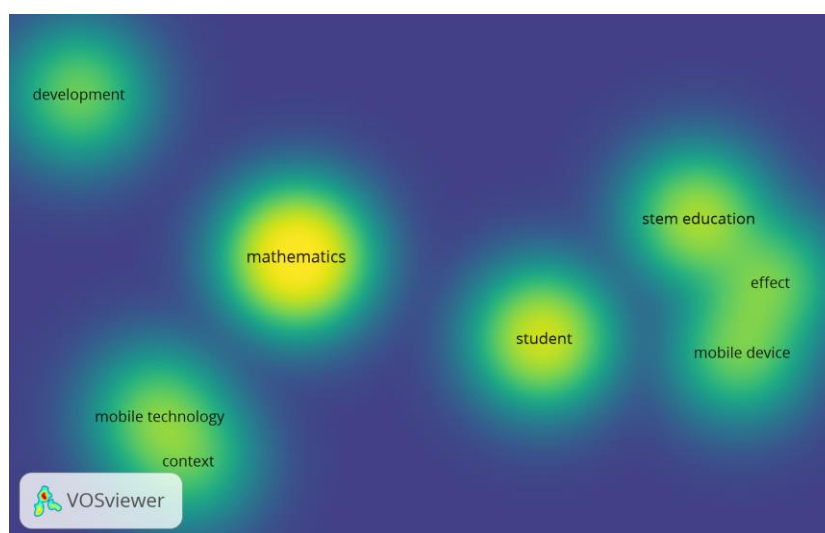 development
stem education
mathematics
effect
student
mobile device
mobile technology
context
VOSviewer